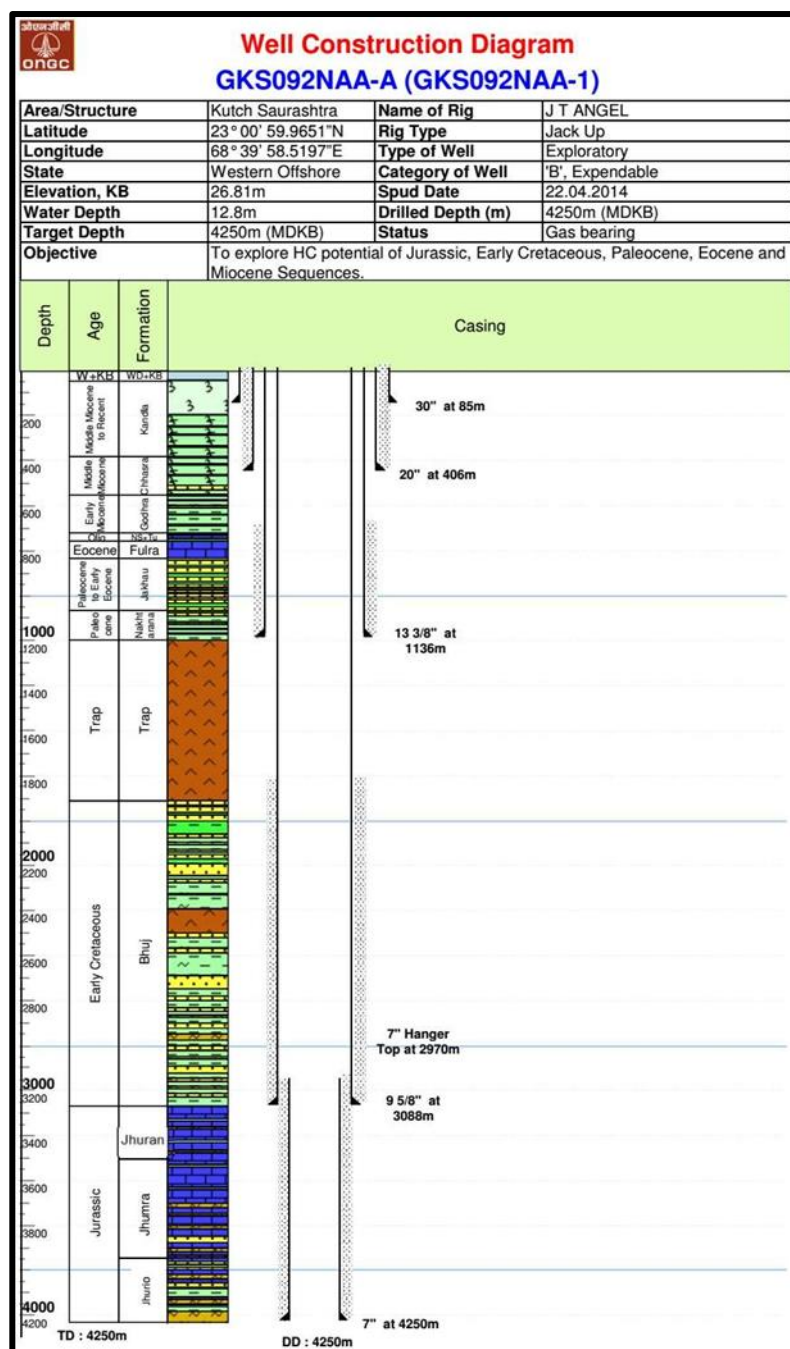 ओएनजीसी
ONGC
Well Construction Diagram
GKS092NAA-A (GKS092NAA-1)
Area/Structure Kutch Saurashtra Name of Rig J T ANGEL
Latitude 23° 00' 59.9651"N Rig Type Jack Up
Longitude 68° 39' 58.5197"E Type of Well Exploratory
State Western Offshore Category of Well 'B', Expendable
Elevation, KB 26.81m Spud Date 22.04.2014
Water Depth 12.8m Drilled Depth (m) 4250m (MDKB)
Target Depth 4250m (MDKB) Status Gas bearing
Objective To explore HC potential of Jurassic, Early Cretaceous, Paleocene, Eocene and
Miocene Sequences.
Depth Age Formation Casing
W+KB WD+KB
Middle Miocene
to Recent
Kandla
30" at 85m
200
400
Middle
Miocene
Chhasra
20" at 406m
Early
Miocene
Godhra
600
Olig NS+Tu
Eocene Fulra
800
Paleocene
to Early
Eocene
Jakhau
Paleo
cene
Nakht
arana
1000
13 3/8" at
1136m
1200
1400
Trap Trap
1600
1800
2000
2200
2400
Early Cretaceous Bhuj
2600
2800
7" Hanger
Top at 2970m
3000
3200
9 5/8" at
3088m
3400
Jhuran
3600
Jurassic Jhumra
3800
Jhurio
4000
4200
7" at 4250m
TD : 4250m
DD : 4250m